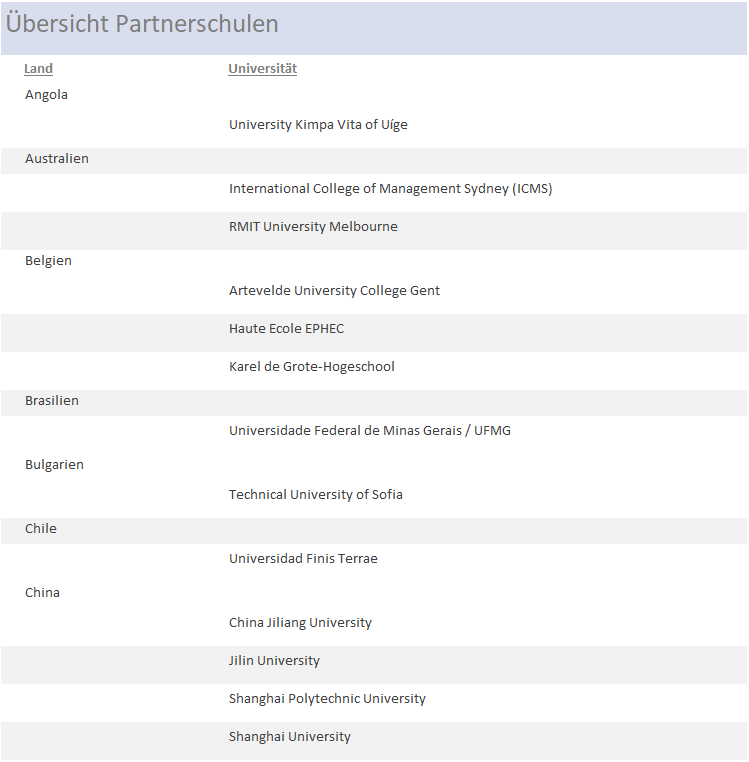 Übersicht Partnerschulen
Land Universität
Angola
University Kimpa Vita of Uíge
Australien
International College of Management Sydney (ICMS)
RMIT University Melbourne
Belgien
Artevelde University College Gent
Haute Ecole EPHEC
Karel de Grote-Hogeschool
Brasilien
Universidade Federal de Minas Gerais / UFMG
Bulgarien
Technical University of Sofia
Chile
Universidad Finis Terrae
China
China Jiliang University
Jilin University
Shanghai Polytechnic University
Shanghai University